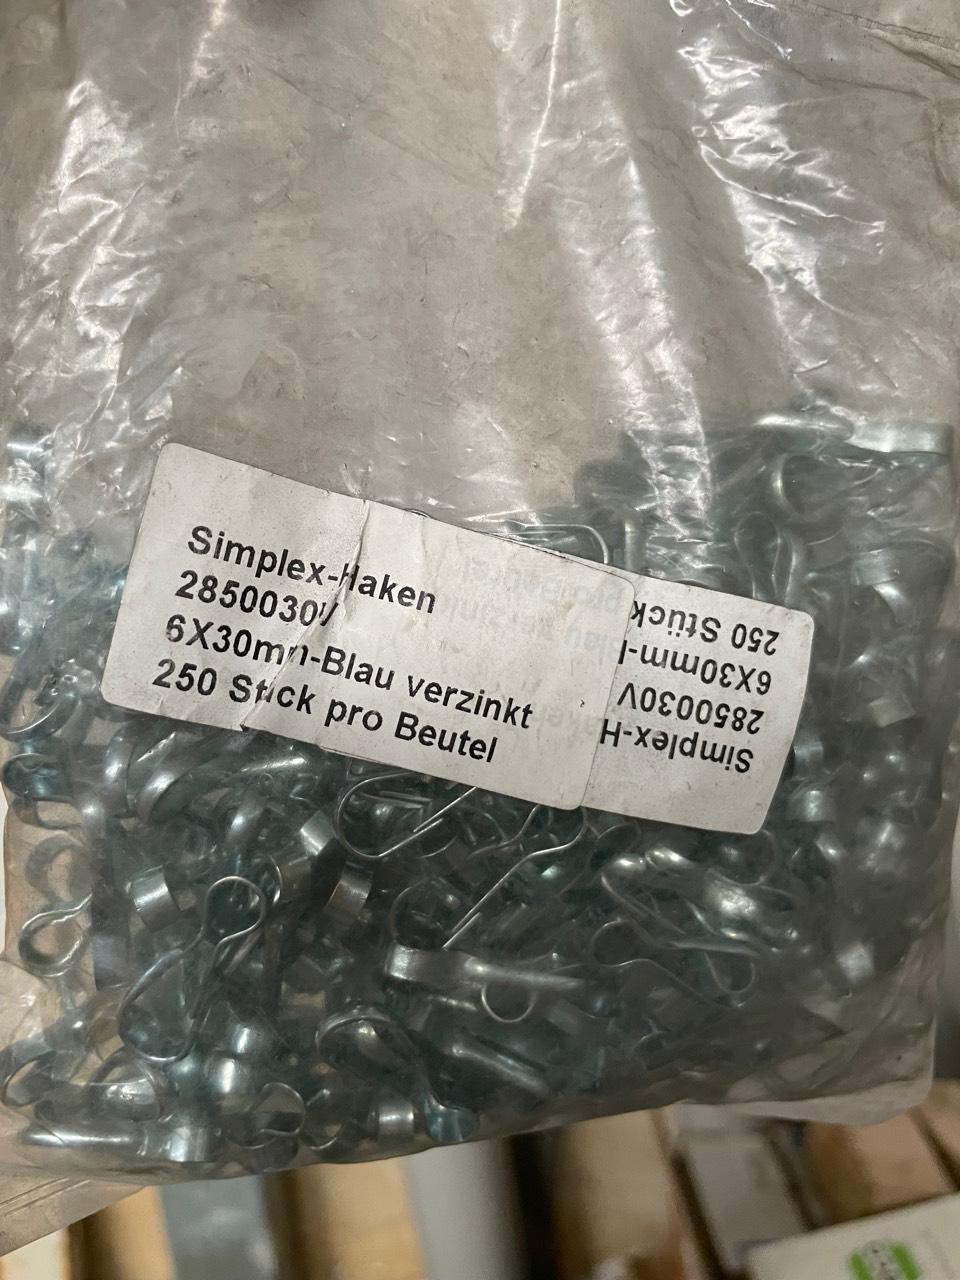 Simplex-Haken
2850030V
6X30mm-Blau verzinkt
250 Stück pro Beutel
Simplex-H
2850030V
6X30mm-
250 Stück